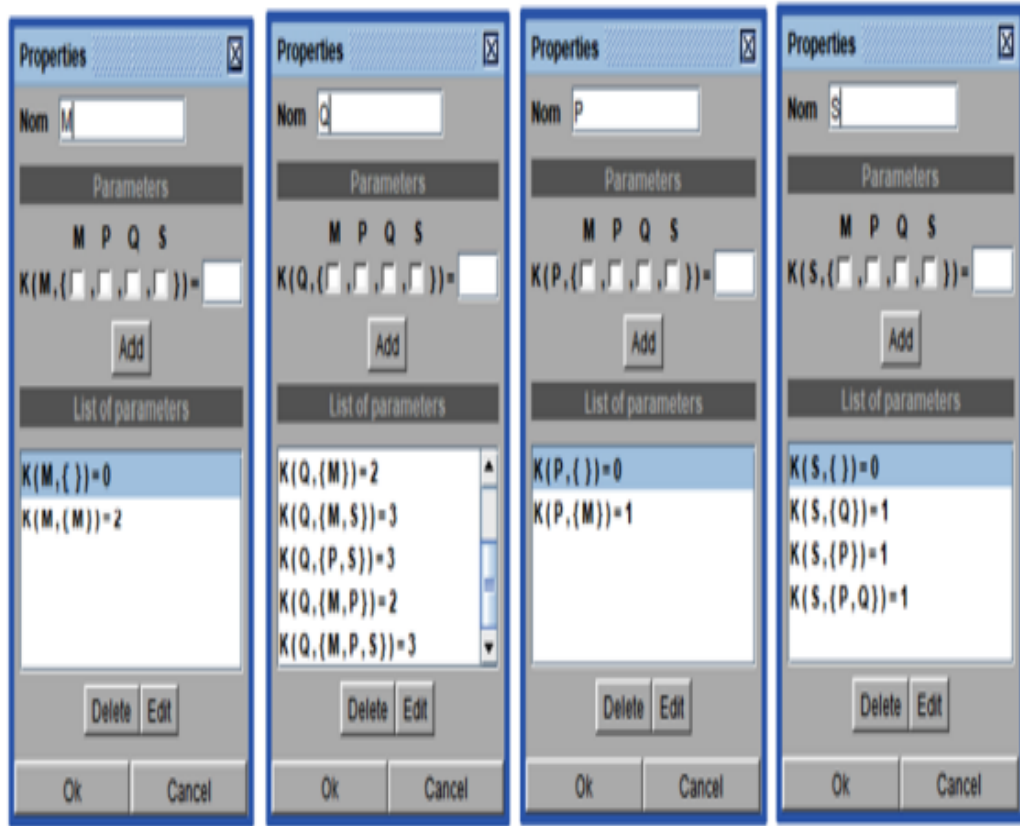 Properties
Nom M
Parameters
M P Q S
K(M,{ , , , })=
Add
List of parameters
K(M,{ })=0
K(M,{M})=2
Delete Edit
Ok Cancel
Properties
Nom Q
Parameters
M P Q S
K(Q,{ , , , })=
Add
List of parameters
K(Q,{M})=2
K(Q,{M,S})=3
K(Q,{P,S})=3
K(Q,{M,P})=2
K(Q,{M,P,S})=3
Delete Edit
Ok Cancel
Properties
Nom P
Parameters
M P Q S
K(P,{ , , , })=
Add
List of parameters
K(P,{ })=0
K(P,{M})=1
Delete Edit
Ok Cancel
Properties
Nom S
Parameters
M P Q S
K(S,{ , , , })=
Add
List of parameters
K(S,{ })=0
K(S,{Q})=1
K(S,{P})=1
K(S,{P,Q})=1
Delete Edit
Ok Cancel